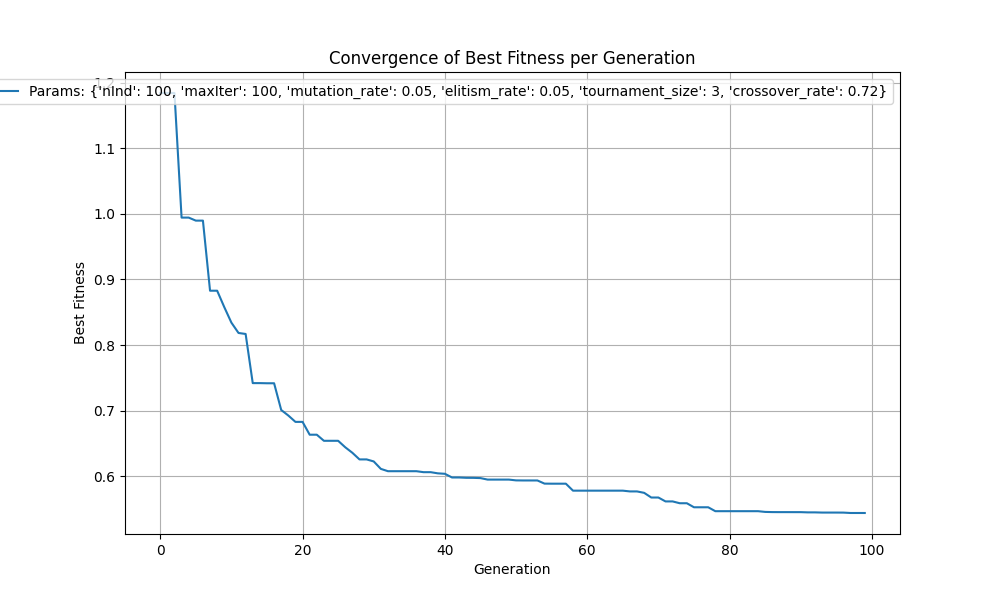 Convergence of Best Fitness per Generation
Params: {'nInd': 100, 'maxIter': 100, 'mutation_rate': 0.05, 'elitism_rate': 0.05, 'tournament_size': 3, 'crossover_rate': 0.72}
1.2
1.1
1.0
0.9
0.8
0.7
0.6
Best Fitness
0 20 40 60 80 100
Generation